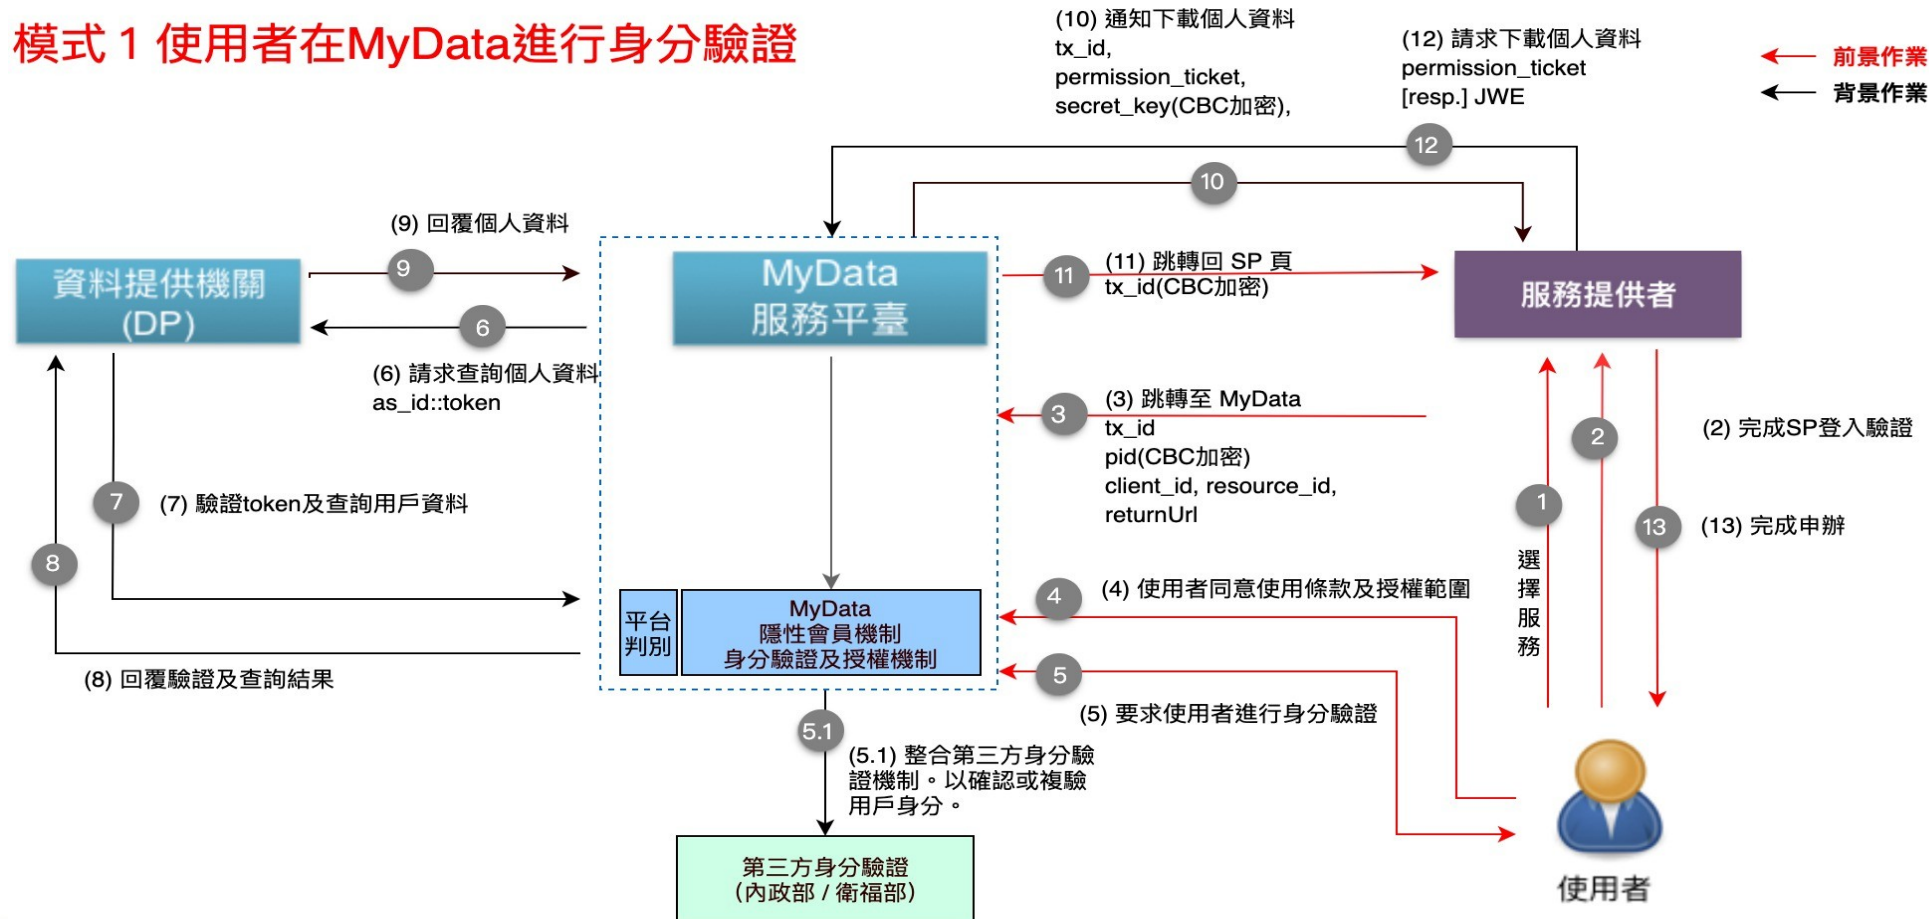 模式 1 使用者在MyData進行身分驗證
(10) 通知下載個人資料
tx_id,
permission_ticket,
secret_key(CBC加密),
(12) 請求下載個人資料
permission_ticket
[resp.] JWE
前景作業
背景作業
12
10
(9) 回覆個人資料
9
資料提供機關
(DP)
6
(6) 請求查詢個人資料
as_id::token
MyData
服務平臺
11
(11) 跳轉回 SP 頁
tx_id(CBC加密)
服務提供者
3
(3) 跳轉至 MyData
tx_id
pid(CBC加密)
client_id, resource_id,
returnUrl
1
選擇服務
2
(2) 完成SP登入驗證
13
(13) 完成申辦
7
(7) 驗證token及查詢用戶資料
8
(8) 回覆驗證及查詢結果
平台
判別
MyData
隱性會員機制
身分驗證及授權機制
4
(4) 使用者同意使用條款及授權範圍
5
(5) 要求使用者進行身分驗證
5.1
(5.1) 整合第三方身分驗
證機制。以確認或複驗
用戶身分。
第三方身分驗證
（內政部 / 衛福部）
使用者